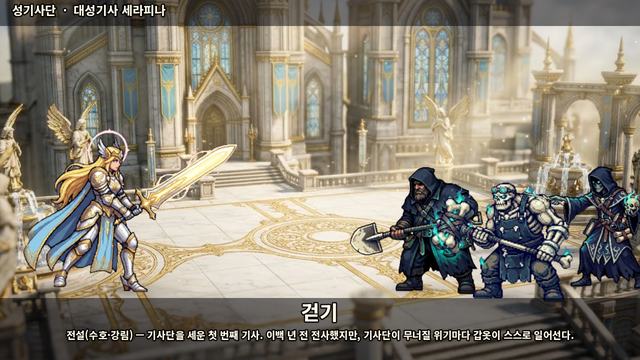 성기사단 · 대성기사 세라피나
걷기
전설(수호·강림) — 기사단을 세운 첫 번째 기사. 이백 년 전 전사했지만, 기사단이 무너질 위기마다 갑옷이 스스로 일어선다.